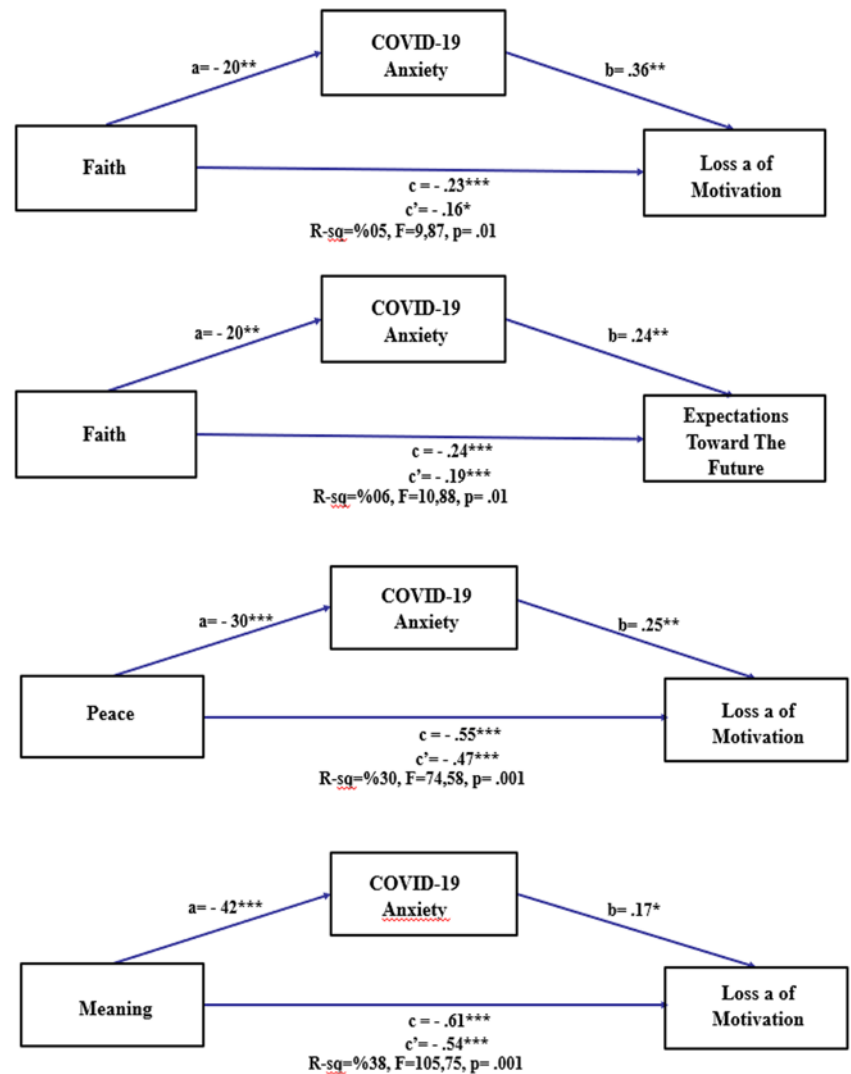 COVID-19
Anxiety
a= - 20**
b= .36**
Faith
Loss a of
Motivation
c = - .23***
c’= - .16*
R-sq=%05, F=9,87, p= .01
COVID-19
Anxiety
a= - 20**
b= .24**
Faith
Expectations
Toward The
Future
c = - .24***
c’= - .19***
R-sq=%06, F=10,88, p= .01
COVID-19
Anxiety
a= - 30***
b= .25**
Peace
Loss a of
Motivation
c = - .55***
c’= - .47***
R-sq=%30, F=74,58, p= .001
COVID-19
Anxiety
a= - 42***
b= .17*
Meaning
Loss a of
Motivation
c = - .61***
c’= - .54***
R-sq=%38, F=105,75, p= .001